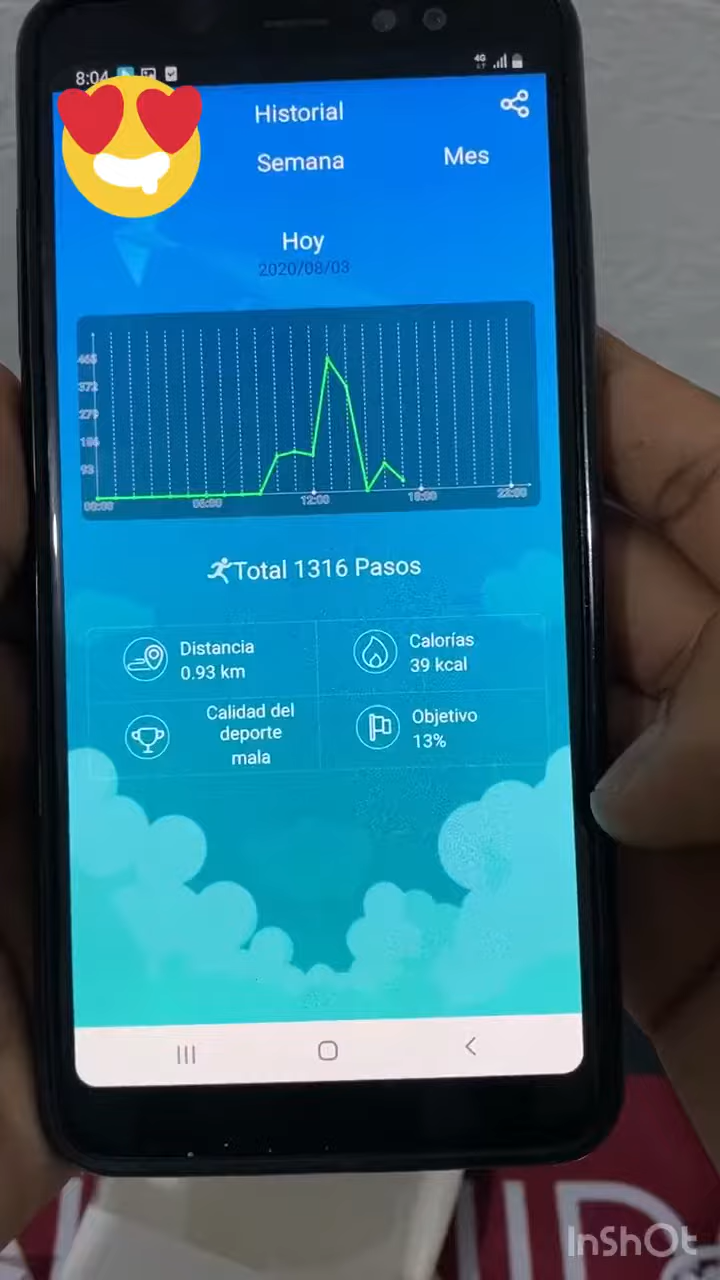 8:04
4G
Historial
Semana
Mes
Hoy
2020/08/03
465
372
279
186
93
00:00
06:00
12:00
18:00
23:00
Total 1316 Pasos
Distancia
0.93 km
Calorías
39 kcal
Calidad del
deporte
mala
Objetivo
13%
InShOt